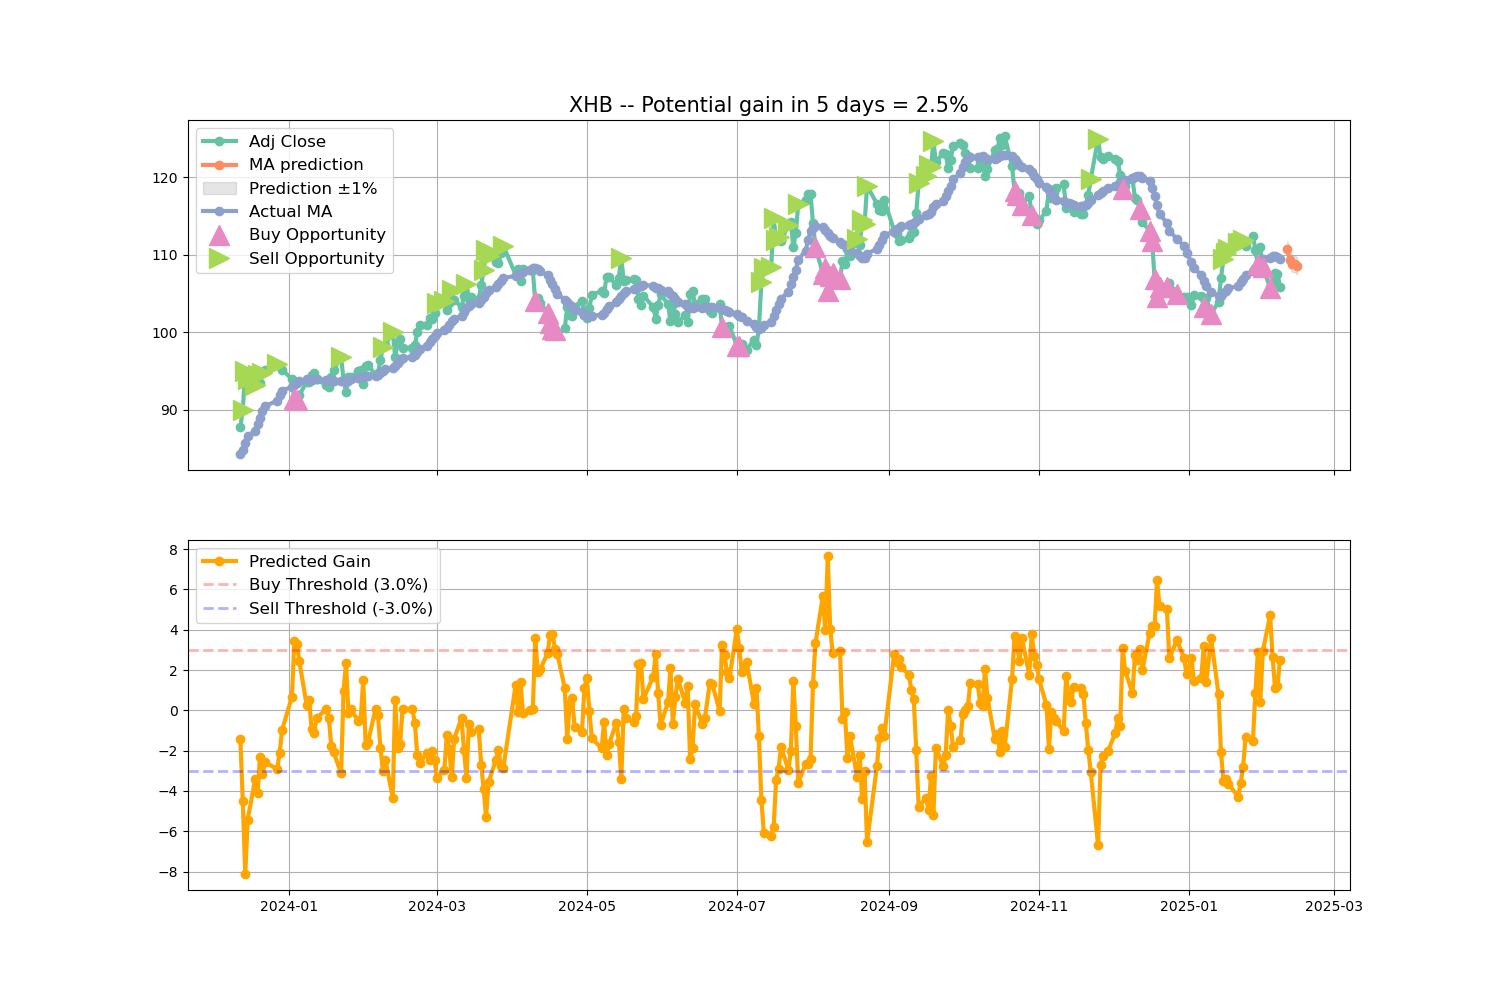 XHB -- Potential gain in 5 days = 2.5%
Adj Close
MA prediction
Prediction ±1%
Actual MA
Buy Opportunity
Sell Opportunity
120
110
100
90
Predicted Gain
Buy Threshold (3.0%)
Sell Threshold (-3.0%)
8
6
4
2
0
−2
−4
−6
−8
2024-01 2024-03 2024-05 2024-07 2024-09 2024-11 2025-01 2025-03